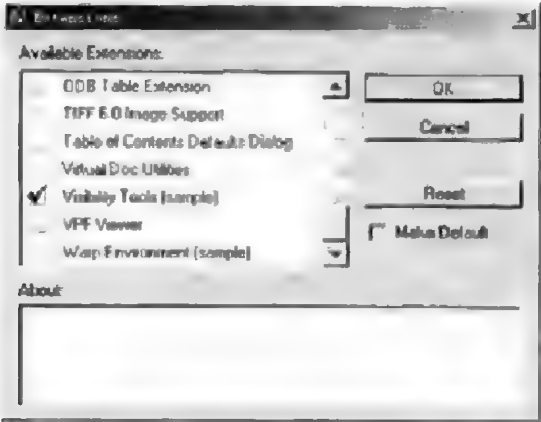 Available Extensions:
Table Extension
TIFF 6.0 Image Support
Table of Contents Defaults Dialog
Virtual Doc Utilities
Visibility Tools (sample)
VPF Viewer
Warp Environment (sample)
OK
Cancel
Reset
Make Default
About: